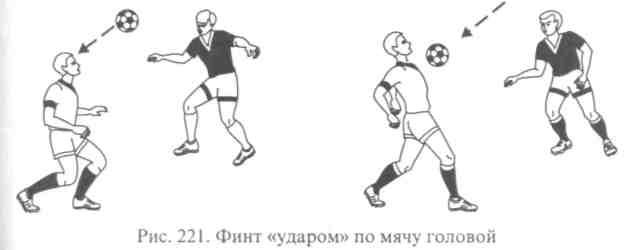 Рис. 221. Финт «ударом» по мячу головой